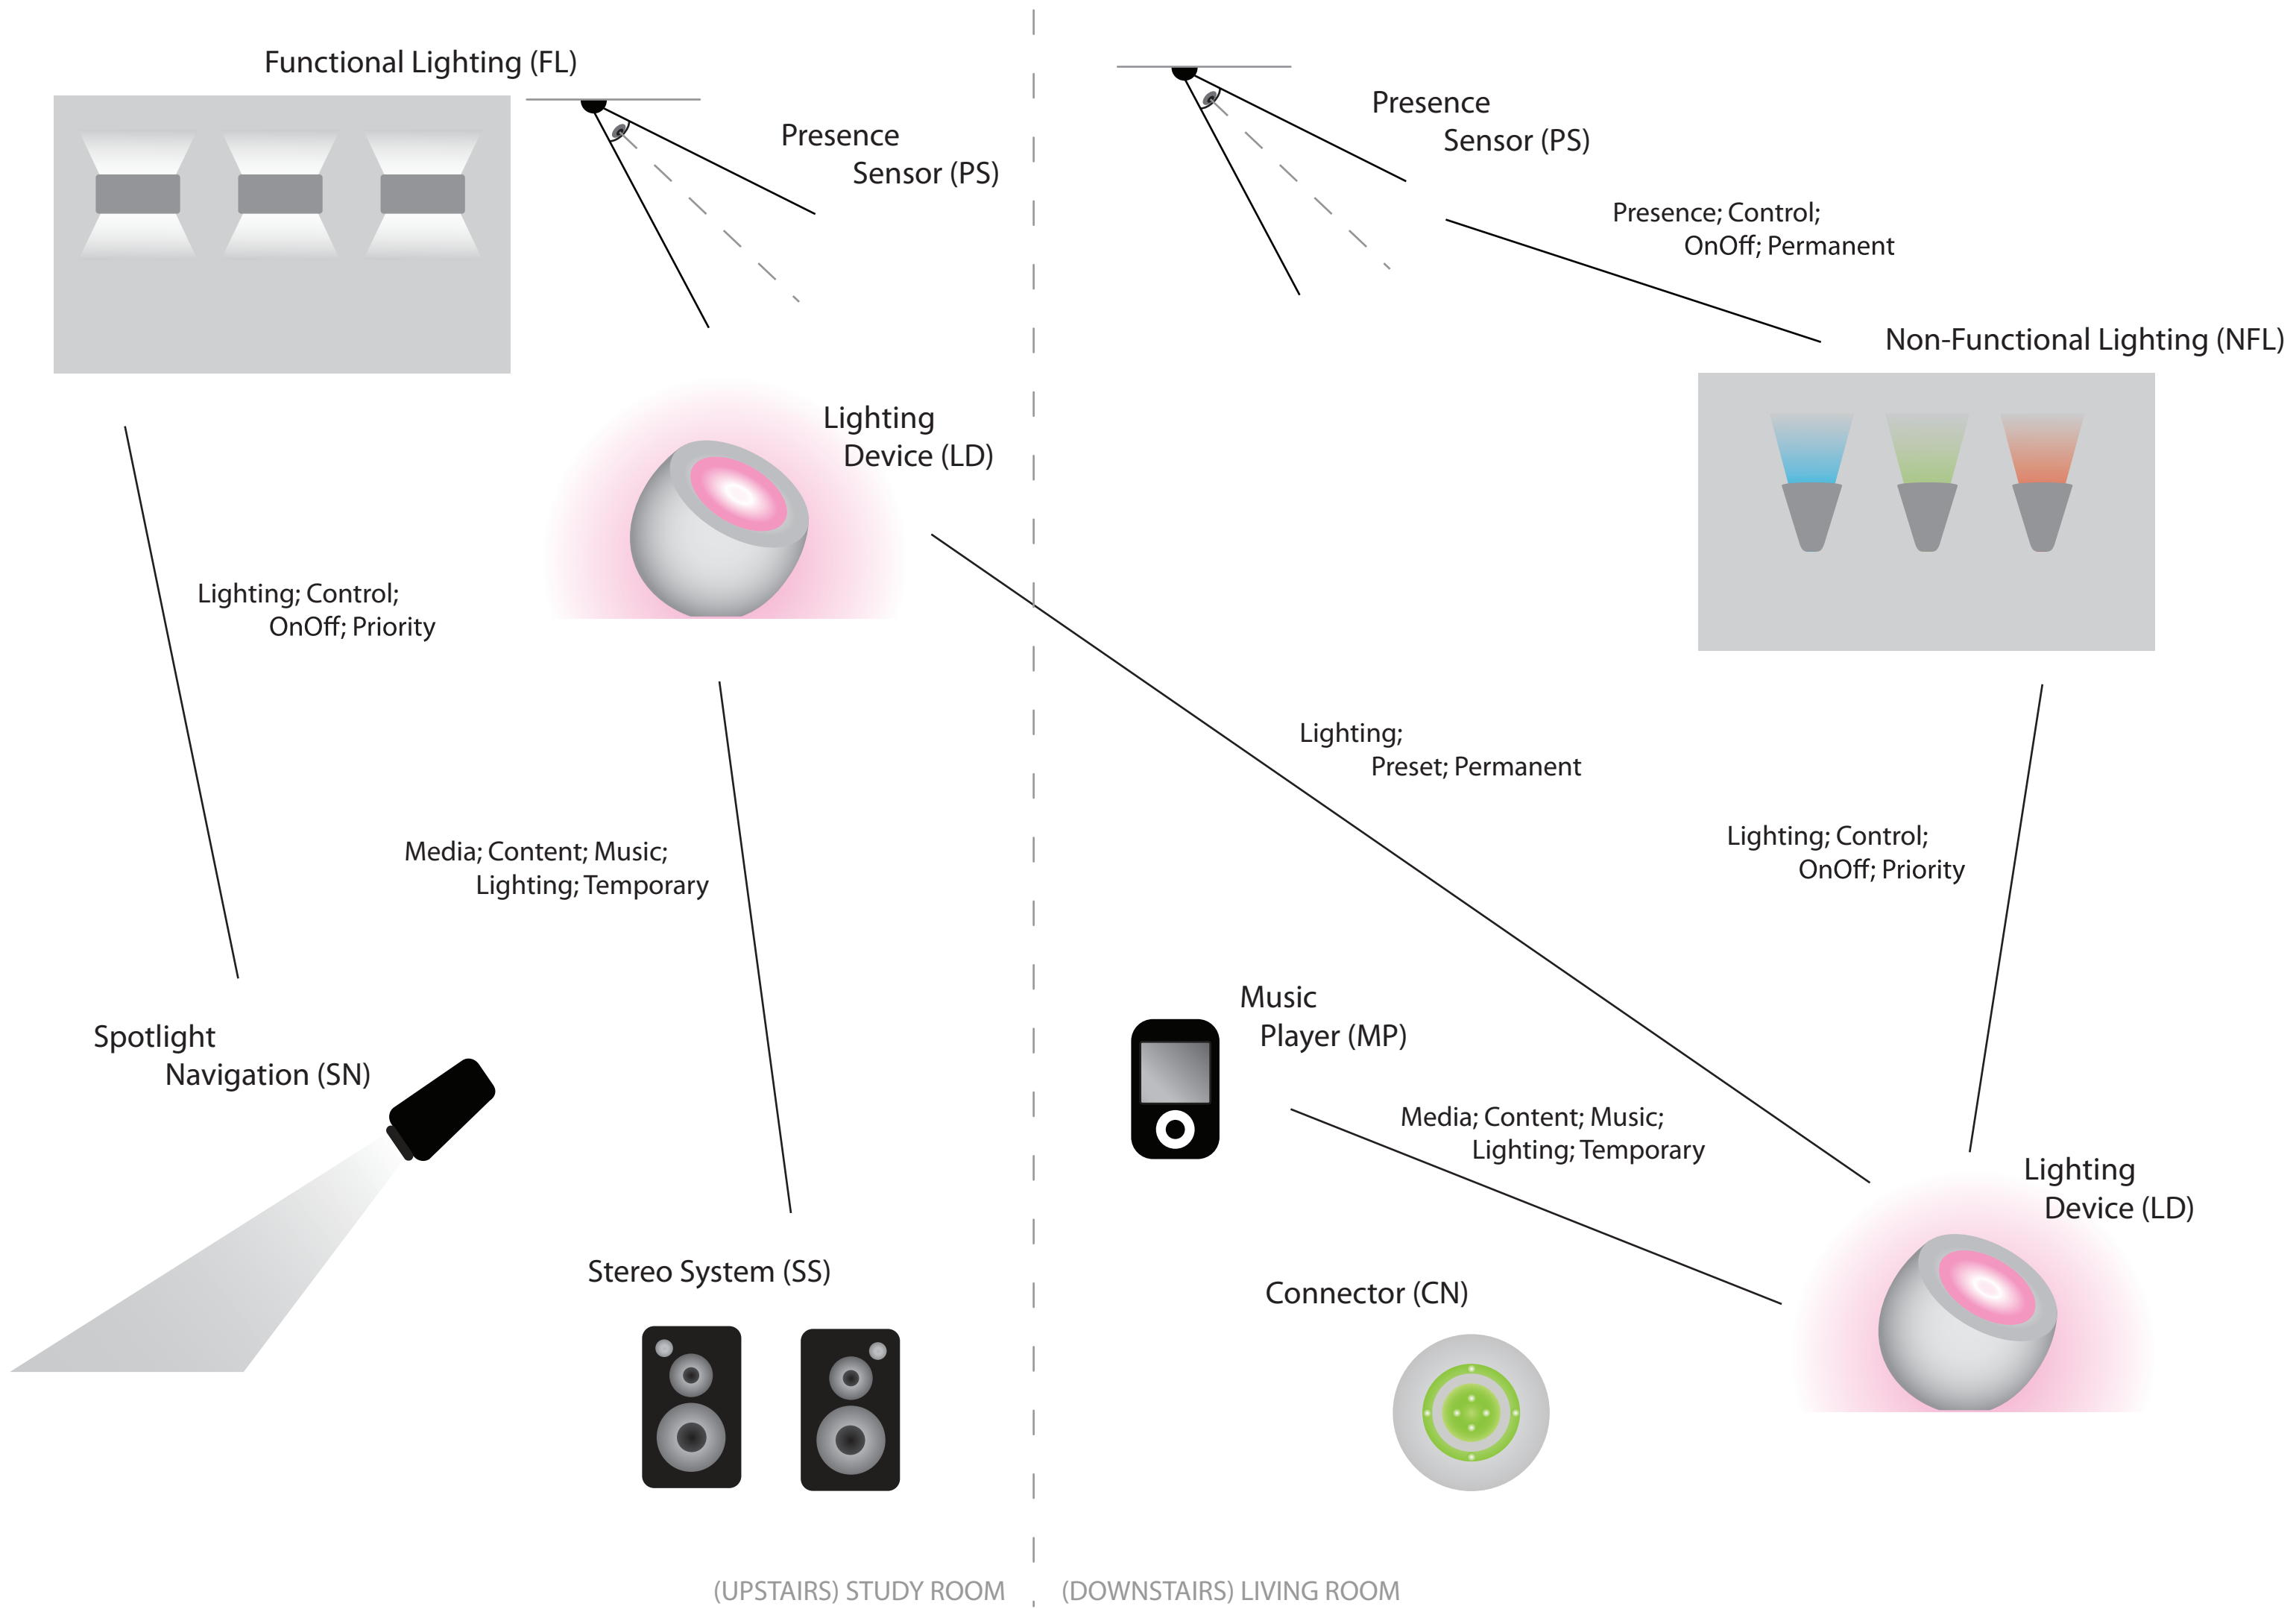 Functional Lighting (FL)
Presence
Sensor (PS)
Lighting
Device (LD)
Lighting; Control;
OnOff; Priority
Media; Content; Music;
Lighting; Temporary
Spotlight
Navigation (SN)
Stereo System (SS)
(UPSTAIRS) STUDY ROOM
Presence
Sensor (PS)
Presence; Control;
OnOff; Permanent
Non-Functional Lighting (NFL)
Lighting;
Preset; Permanent
Lighting; Control;
OnOff; Priority
Music
Player (MP)
Media; Content; Music;
Lighting; Temporary
Lighting
Device (LD)
Connector (CN)
(DOWNSTAIRS) LIVING ROOM